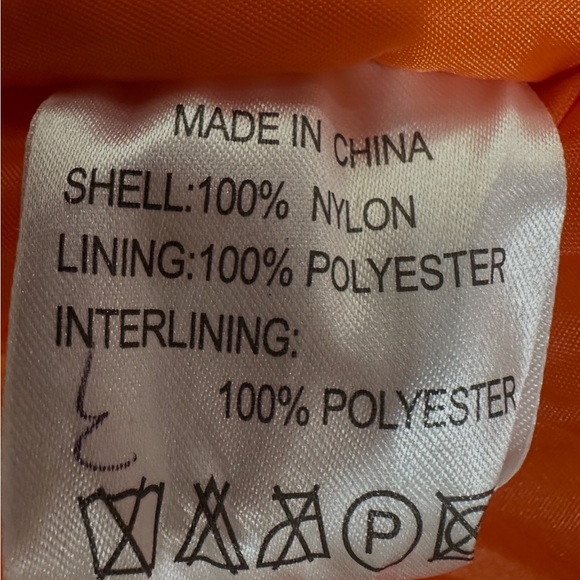 MADE IN CHINA
SHELL:100% NYLON
LINING:100% POLYESTER
INTERLINING:
100% POLYESTER
P